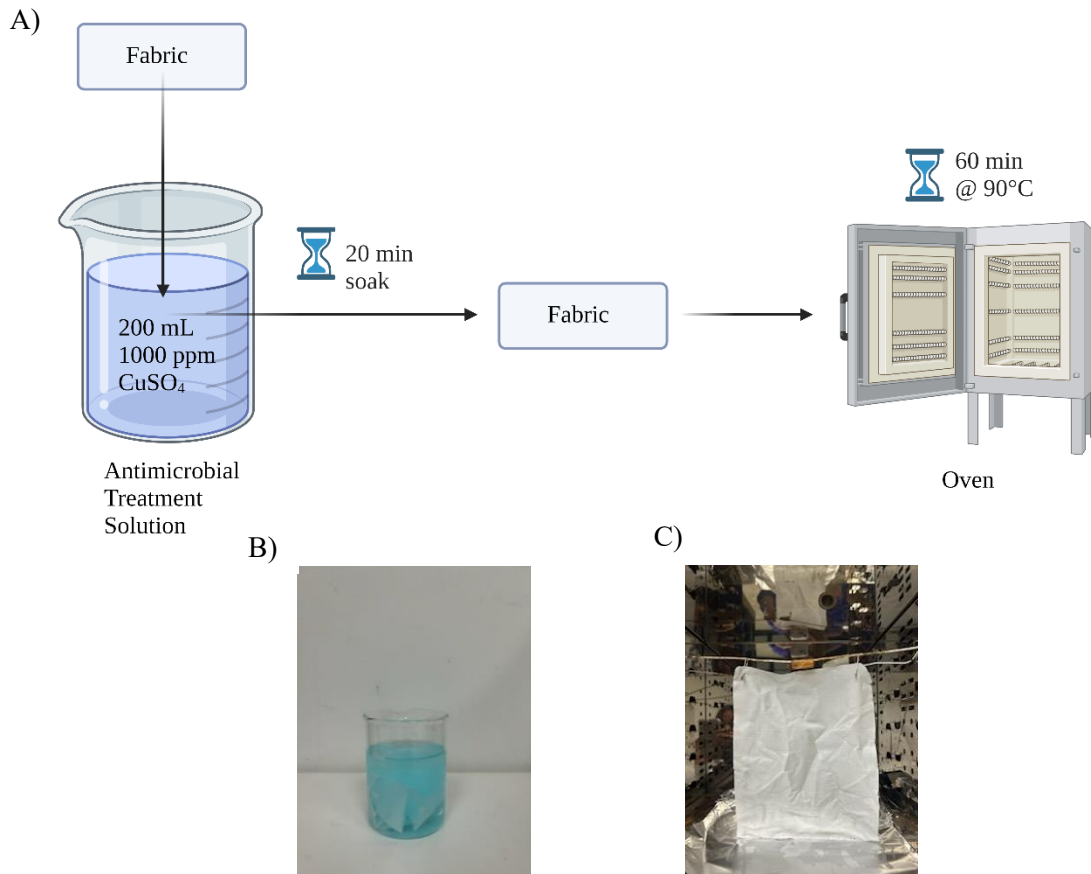 A)
Fabric
200 mL
1000 ppm
CuSO₄
20 min
soak
Fabric
60 min
@ 90°C
Antimicrobial
Treatment
Solution
Oven
B)
C)